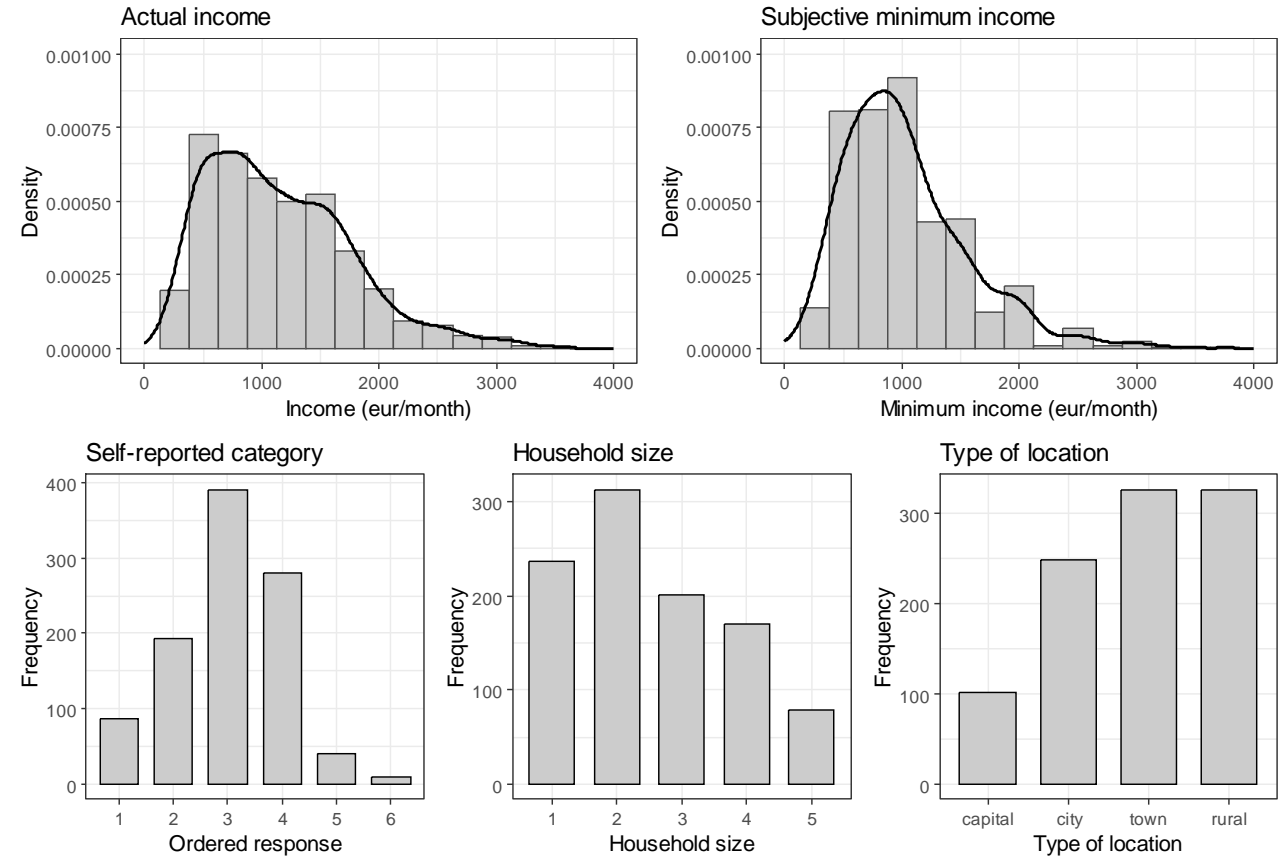 Actual income
0.00100
0.00075
0.00050
0.00025
0.00000
Density
0 1000 2000 3000 4000
Income (eur/month)
Subjective minimum income
0.00100
0.00075
0.00050
0.00025
0.00000
Density
0 1000 2000 3000 4000
Minimum income (eur/month)
Self-reported category
400
300
200
100
0
Frequency
1 2 3 4 5 6
Ordered response
Household size
300
200
100
0
Frequency
1 2 3 4 5
Household size
Type of location
300
200
100
0
Frequency
capital city town rural
Type of location